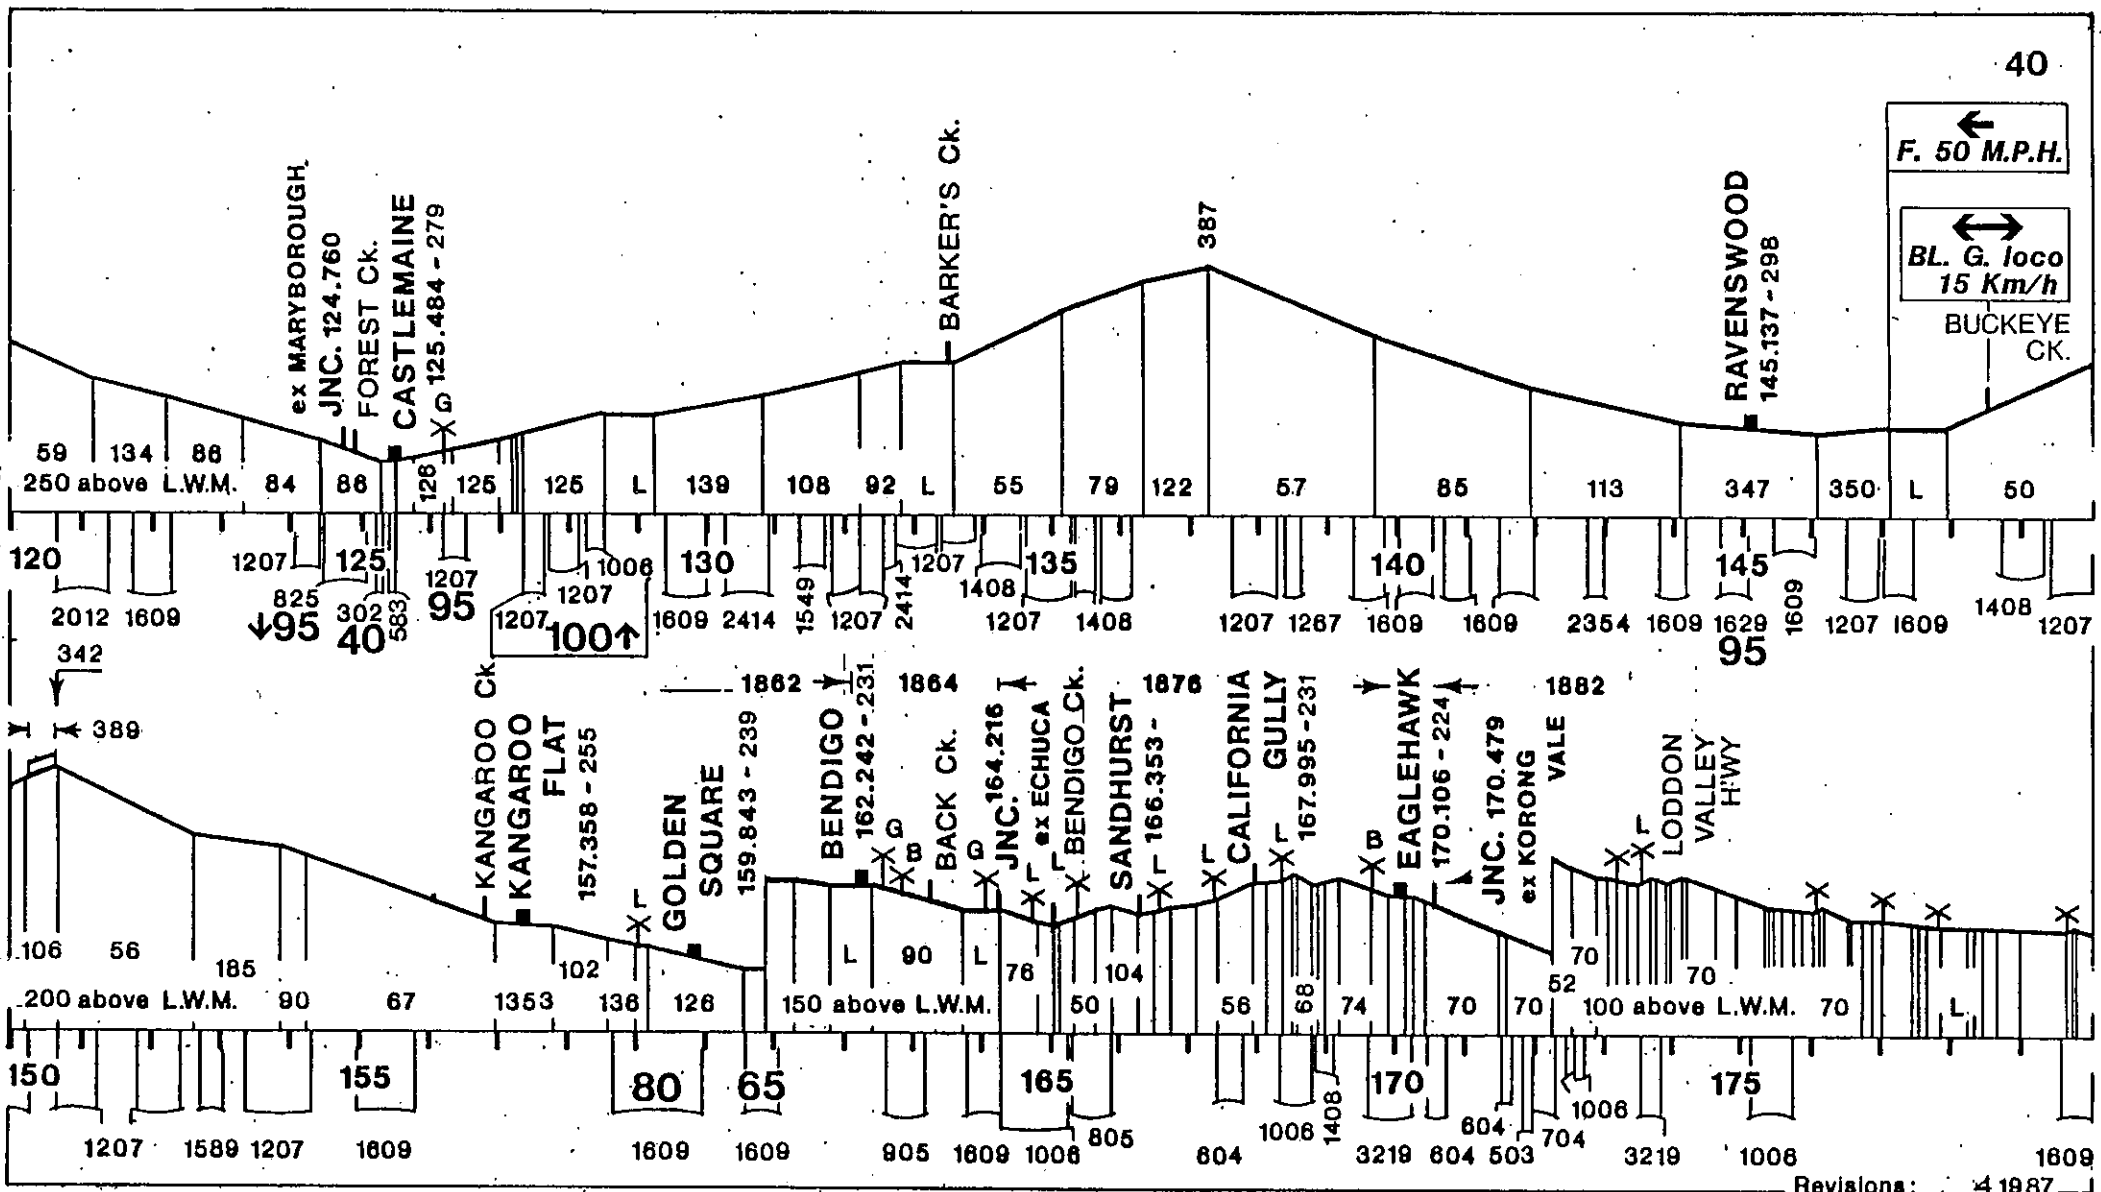 40
F. 50 M.P.H.
BL. G. loco
15 Km/h
BUCKEYE
CK.
ex MARYBOROUGH
JNC. 124.760
FOREST Ck.
CASTLEMAINE
125.484 - 279
G
BARKER'S Ck.
387
RAVENSWOOD
145.137 - 298
59 134 86
250 above L.W.M. 84 86 126 125 125 L 139 108 92 L 55 79 122 57 85 113 347 350 L 50
120 125 130 135 140 145
1207 825 302 583 1207 1207 1207 1006 1549 1207 2414 1207 1408
2012 1609 1609 2414 1207 1408 1207 1267 1609 1609 2354 1609 1629 1609 1207 1609 1408 1207
↓95 40 95 100↑ 95
342
389
1862 1864 1876 1882
KANGAROO Ck
KANGAROO
FLAT
157.358 - 255
L
GOLDEN
SQUARE
159.843 - 239
BENDIGO
162.242 - 231
G
B
BACK Ck.
G
JNC. 164.216
ex ECHUCA
L
L
BENDIGO Ck.
SANDHURST
166.353 -
L
L
CALIFORNIA
GULLY
167.995 - 231
L
B
EAGLEHAWK
170.106 - 224
JNC. 170.479
ex KORONG
VALE
L
LODDON
VALLEY
H'WY
106 56 185 102 L 90 L 76 104 70 52 70
200 above L.W.M. 90 67 1353 136 126 150 above L.W.M. 50 56 68 74 70 70 100 above L.W.M. 70 L
150 155 80 65 165 170 175
1207 1589 1207 1609 1609 1609 905 1609 1006 805 604 1006 1408 3219 604 604 503 704 1006 3219 1006 1609
Revisions: 4 1987